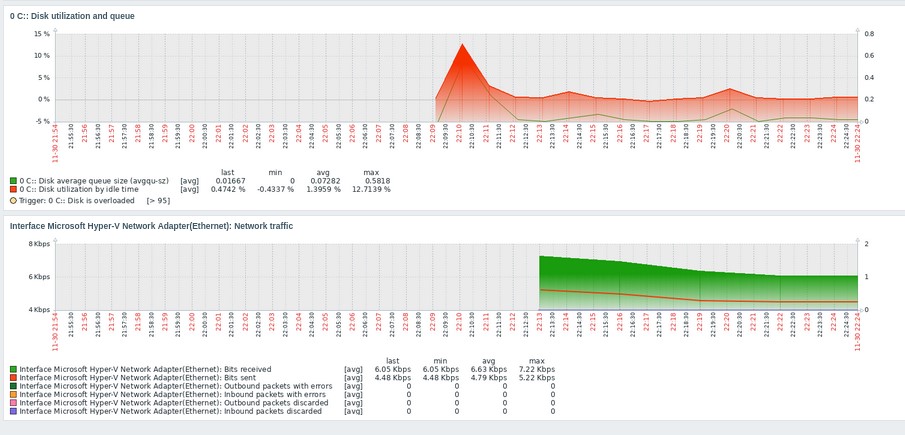 0 C:: Disk utilization and queue
15 % 0.8
10 % 0.6
5 % 0.4
0 % 0.2
-5 % 0
11-30 21:54 21:55:30 21:56 21:56:30 21:57 21:57:30 21:58 21:58:30 21:59 21:59:30 22:00 22:00:30 22:01 22:01:30 22:02 22:02:30 22:03 22:03:30 22:04 22:04:30 22:05 22:05:30 22:06 22:06:30 22:07 22:07:30 22:08 22:08:30 22:09 22:09:30 22:10 22:10:30 22:11 22:11:30 22:12 22:12:30 22:13 22:13:30 22:14 22:14:30 22:15 22:15:30 22:16 22:16:30 22:17 22:17:30 22:18 22:18:30 22:19 22:19:30 22:20 22:20:30 22:21 22:21:30 22:22 22:22:30 22:23 22:23:30 22:24 22:24:30 11-30 22:24
last min avg max
0 C:: Disk average queue size (avgqu-sz) [avg] 0.01667 0 0.07282 0.5818
0 C:: Disk utilization by idle time [avg] 0.4742 % -0.4337 % 1.3959 % 12.7139 %
Trigger: 0 C:: Disk is overloaded [> 95]
Interface Microsoft Hyper-V Network Adapter(Ethernet): Network traffic
8 Kbps 2
6 Kbps 1
4 Kbps 0
11-30 21:54 21:55:30 21:56 21:56:30 21:57 21:57:30 21:58 21:58:30 21:59 21:59:30 22:00 22:00:30 22:01 22:01:30 22:02 22:02:30 22:03 22:03:30 22:04 22:04:30 22:05 22:05:30 22:06 22:06:30 22:07 22:07:30 22:08 22:08:30 22:09 22:09:30 22:10 22:10:30 22:11 22:11:30 22:12 22:12:30 22:13 22:13:30 22:14 22:14:30 22:15 22:15:30 22:16 22:16:30 22:17 22:17:30 22:18 22:18:30 22:19 22:19:30 22:20 22:20:30 22:21 22:21:30 22:22 22:22:30 22:23 22:23:30 22:24 22:24:30 11-30 22:24
last min avg max
Interface Microsoft Hyper-V Network Adapter(Ethernet): Bits received [avg] 6.05 Kbps 6.05 Kbps 6.63 Kbps 7.22 Kbps
Interface Microsoft Hyper-V Network Adapter(Ethernet): Bits sent [avg] 4.48 Kbps 4.48 Kbps 4.79 Kbps 5.22 Kbps
Interface Microsoft Hyper-V Network Adapter(Ethernet): Outbound packets with errors [avg] 0 0 0 0
Interface Microsoft Hyper-V Network Adapter(Ethernet): Inbound packets with errors [avg] 0 0 0 0
Interface Microsoft Hyper-V Network Adapter(Ethernet): Outbound packets discarded [avg] 0 0 0 0
Interface Microsoft Hyper-V Network Adapter(Ethernet): Inbound packets discarded [avg] 0 0 0 0